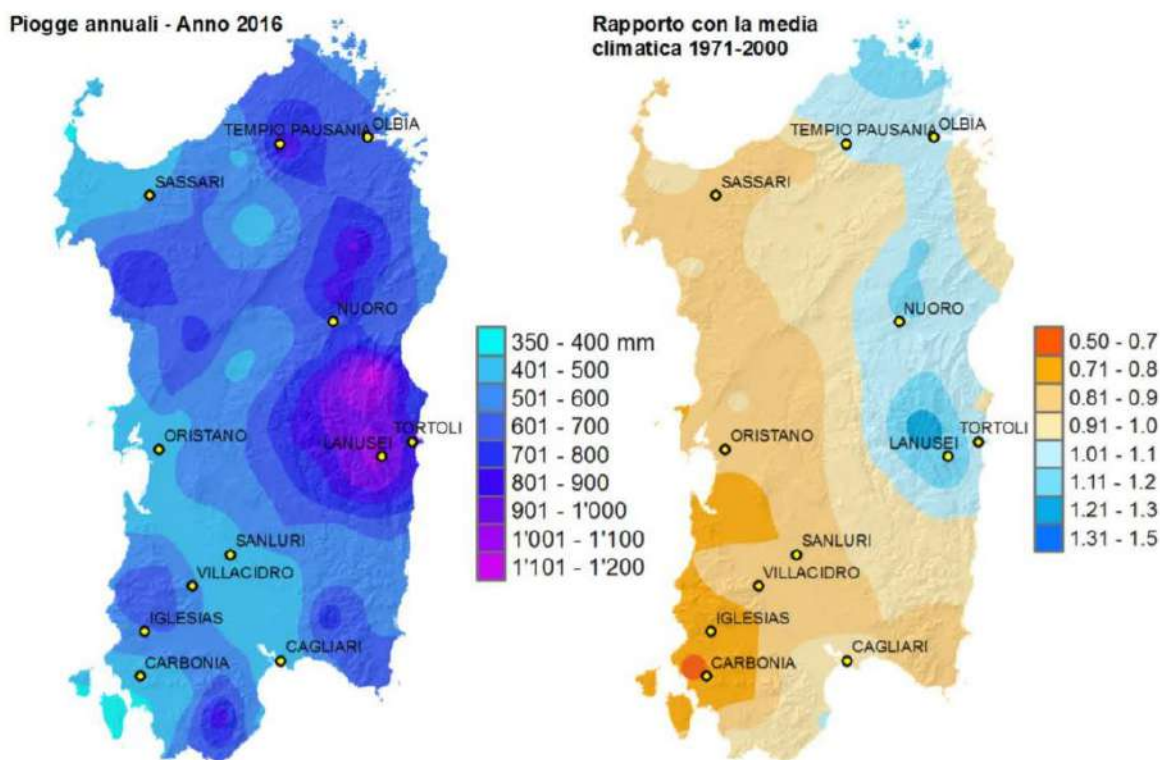 Piogge annuali - Anno 2016
TEMPIO PAUSANIA
OLBIA
SASSARI
NUORO
TORTOLI
ORISTANO
LANUSEI
SANLURI
VILLACIDRO
IGLESIAS
CARBONIA
CAGLIARI
350 - 400 mm
401 - 500
501 - 600
601 - 700
701 - 800
801 - 900
901 - 1'000
1'001 - 1'100
1'101 - 1'200
Rapporto con la media
climatica 1971-2000
TEMPIO PAUSANIA
OLBIA
SASSARI
NUORO
TORTOLI
ORISTANO
LANUSEI
SANLURI
VILLACIDRO
IGLESIAS
CARBONIA
CAGLIARI
0.50 - 0.7
0.71 - 0.8
0.81 - 0.9
0.91 - 1.0
1.01 - 1.1
1.11 - 1.2
1.21 - 1.3
1.31 - 1.5